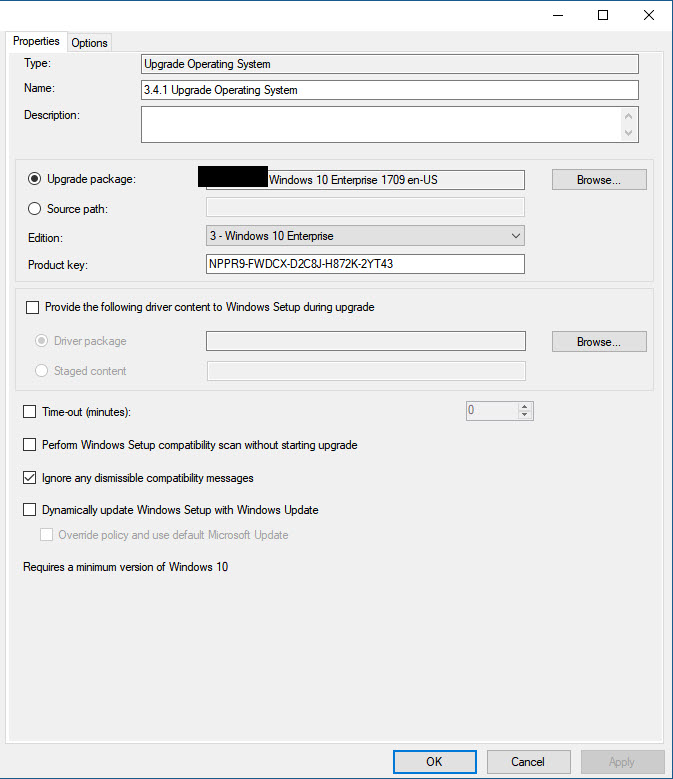 Properties
Options
Type:
Upgrade Operating System
Name:
3.4.1 Upgrade Operating System
Description:
Upgrade package:
Windows 10 Enterprise 1709 en-US
Browse...
Source path:
Edition:
3 - Windows 10 Enterprise
Product key:
NPPR9-FWDCX-D2C8J-H872K-2YT43
Provide the following driver content to Windows Setup during upgrade
Driver package
Browse...
Staged content
Time-out (minutes):
0
Perform Windows Setup compatibility scan without starting upgrade
Ignore any dismissible compatibility messages
Dynamically update Windows Setup with Windows Update
Override policy and use default Microsoft Update
Requires a minimum version of Windows 10
OK
Cancel
Apply